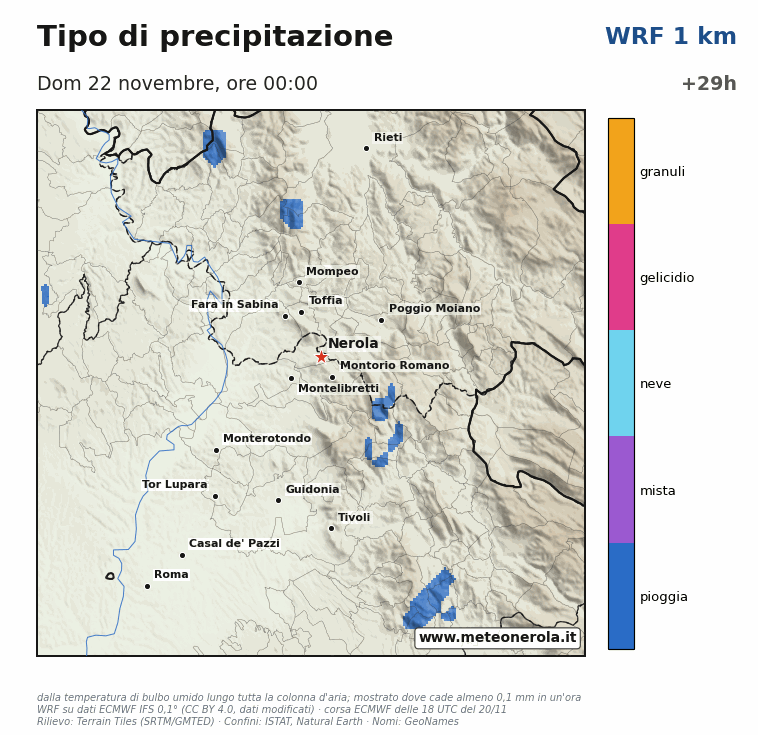 Tipo di precipitazione
WRF 1 km
Dom 22 novembre, ore 00:00
+29h
Rieti
granuli
gelicidio
Mompeo
Fara in Sabina
Toffia
Poggio Moiano
Nerola
Montorio Romano
neve
Montelibretti
Monterotondo
Tor Lupara
Guidonia
mista
Tivoli
Casal de' Pazzi
Roma
pioggia
www.meteonerola.it
dalla temperatura di bulbo umido lungo tutta la colonna d'aria; mostrato dove cade almeno 0,1 mm in un'ora
WRF su dati ECMWF IFS 0,1° (CC BY 4.0, dati modificati) · corsa ECMWF delle 18 UTC del 20/11
Rilievo: Terrain Tiles (SRTM/GMTED) · Confini: ISTAT, Natural Earth · Nomi: GeoNames